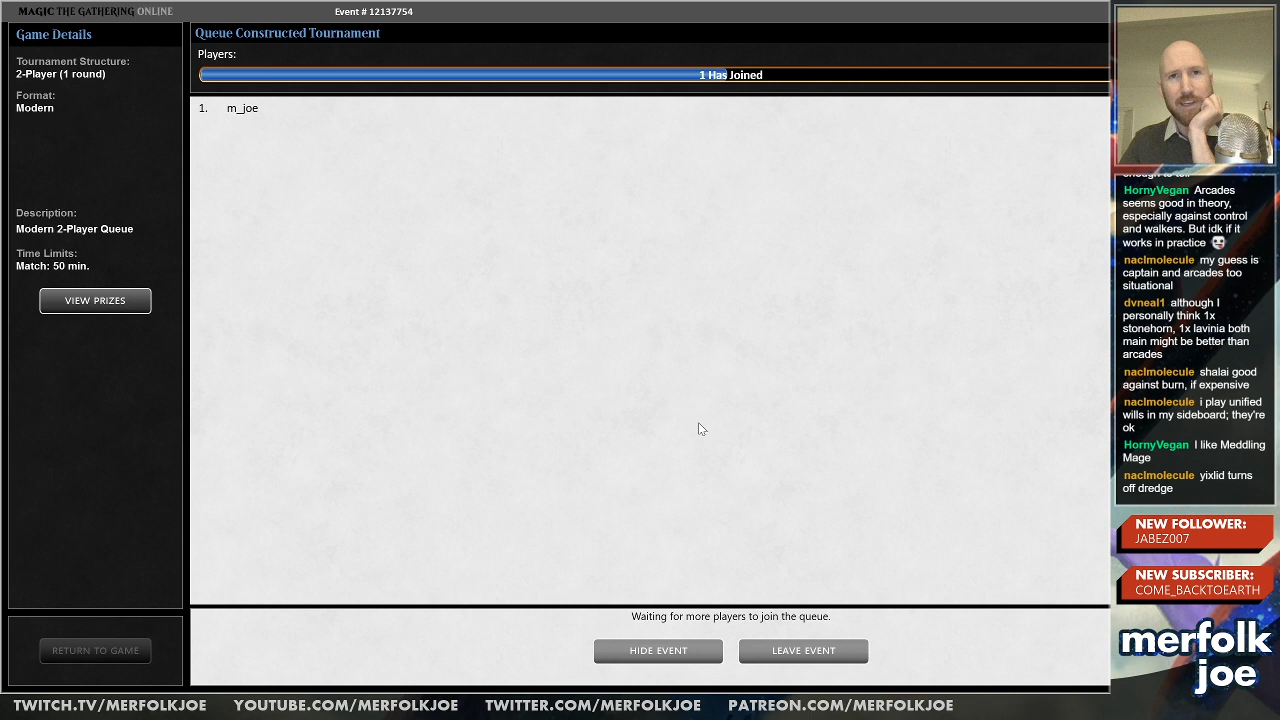 MAGIC THE GATHERING ONLINE
Event # 12137754
Game Details
Tournament Structure:
2-Player (1 round)
Format:
Modern
Description:
Modern 2-Player Queue
Time Limits:
Match: 50 min.
VIEW PRIZES
RETURN TO GAME
Queue Constructed Tournament
Players:
1 Has Joined
1. m_joe
Waiting for more players to join the queue.
HIDE EVENT
LEAVE EVENT
HornyVegan Arcades
seems good in theory,
especially against control
and walkers. But idk if it
works in practice
naclmolecule my guess is
captain and arcades too
situational
dvneal1 although I
personally think 1x
stonehorn, 1x lavinia both
main might be better than
arcades
naclmolecule shalai good
against burn, if expensive
naclmolecule i play unified
wills in my sideboard; they're
ok
HornyVegan I like Meddling
Mage
naclmolecule yixlid turns
off dredge
NEW FOLLOWER:
JABEZ007
NEW SUBSCRIBER:
COME_BACKTOEARTH
merfolk
joe
TWITCH.TV/MERFOLKJOE
YOUTUBE.COM/MERFOLKJOE
TWITTER.COM/MERFOLKJOE
PATREON.COM/MERFOLKJOE